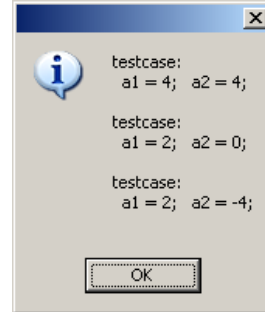 testcase:
a1 = 4; a2 = 4;
testcase:
a1 = 2; a2 = 0;
testcase:
a1 = 2; a2 = -4;
OK